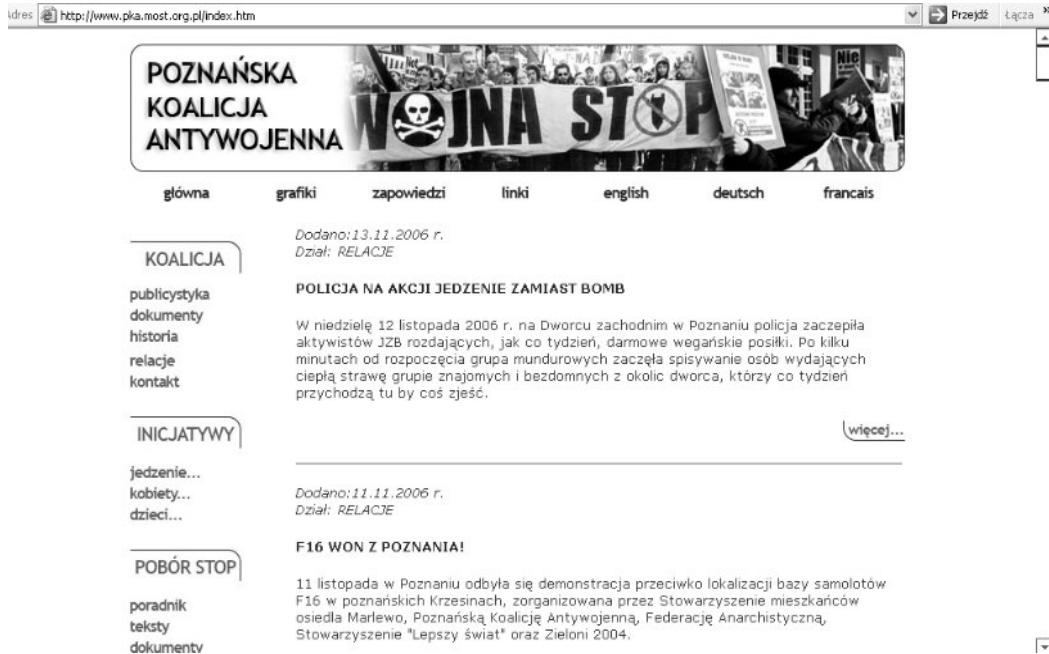 Adres http://www.pka.most.org.pl/index.htm Przejdź Łącza »
POZNAŃSKA
KOALICJA
ANTYWOJENNA
WOJNA STOP
Nie
główna grafiki zapowiedzi linki english deutsch francais
KOALICJA
publicystyka
dokumenty
historia
relacje
kontakt
INICJATYWY
jedzenie...
kobiety...
dzieci...
POBÓR STOP
poradnik
teksty
dokumenty
Dodano:13.11.2006 r.
Dział: RELACJE
POLICJA NA AKCJI JEDZENIE ZAMIAST BOMB
W niedzielę 12 listopada 2006 r. na Dworcu zachodnim w Poznaniu policja zaczepiła
aktywistów JZB rozdających, jak co tydzień, darmowe wegańskie posiłki. Po kilku
minutach od rozpoczęcia grupa mundurowych zaczęła spisywanie osób wydających
ciepłą strawę grupie znajomych i bezdomnych z okolic dworca, którzy co tydzień
przychodzą tu by coś zjeść.
więcej...
Dodano:11.11.2006 r.
Dział: RELACJE
F16 WON Z POZNANIA!
11 listopada w Poznaniu odbyła się demonstracja przeciwko lokalizacji bazy samolotów
F16 w poznańskich Krzesinach, zorganizowana przez Stowarzyszenie mieszkańców
osiedla Marlewo, Poznańską Koalicję Antywojenną, Federację Anarchistyczną,
Stowarzyszenie "Lepszy świat" oraz Zieloni 2004.